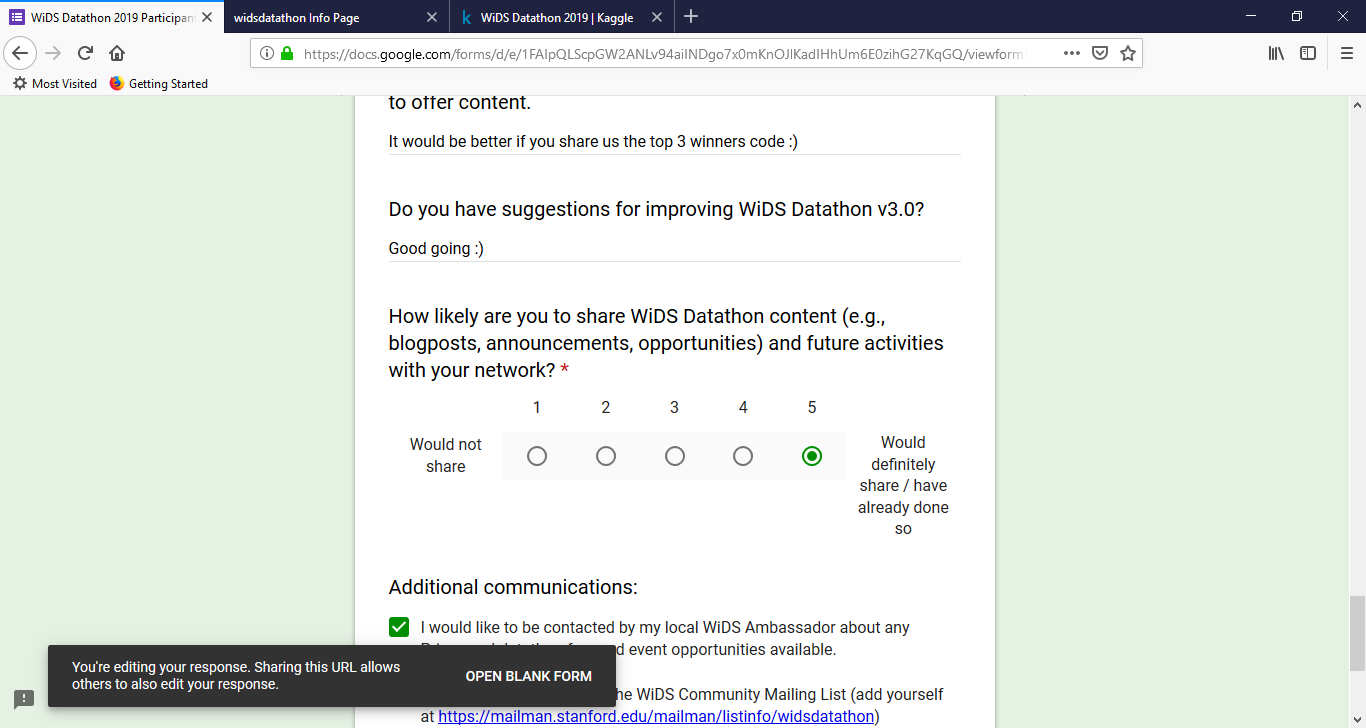 WiDS Datathon 2019 Participan
widsdatathon Info Page
WiDS Datathon 2019 | Kaggle
https://docs.google.com/forms/d/e/1FAIpQLScpGW2ANLv94aiINDgo7x0mKnOJlKadIHhUm6E0zihG27KqGQ/viewform
Most Visited
Getting Started
to offer content.
It would be better if you share us the top 3 winners code :)
Do you have suggestions for improving WiDS Datathon v3.0?
Good going :)
How likely are you to share WiDS Datathon content (e.g.,
blogposts, announcements, opportunities) and future activities
with your network? *
1 2 3 4 5
Would not
share
Would
definitely
share / have
already done
so
Additional communications:
I would like to be contacted by my local WiDS Ambassador about any
event opportunities available.
WiDS Community Mailing List (add yourself
at https://mailman.stanford.edu/mailman/listinfo/widsdatathon)
You're editing your response. Sharing this URL allows
others to also edit your response.
OPEN BLANK FORM